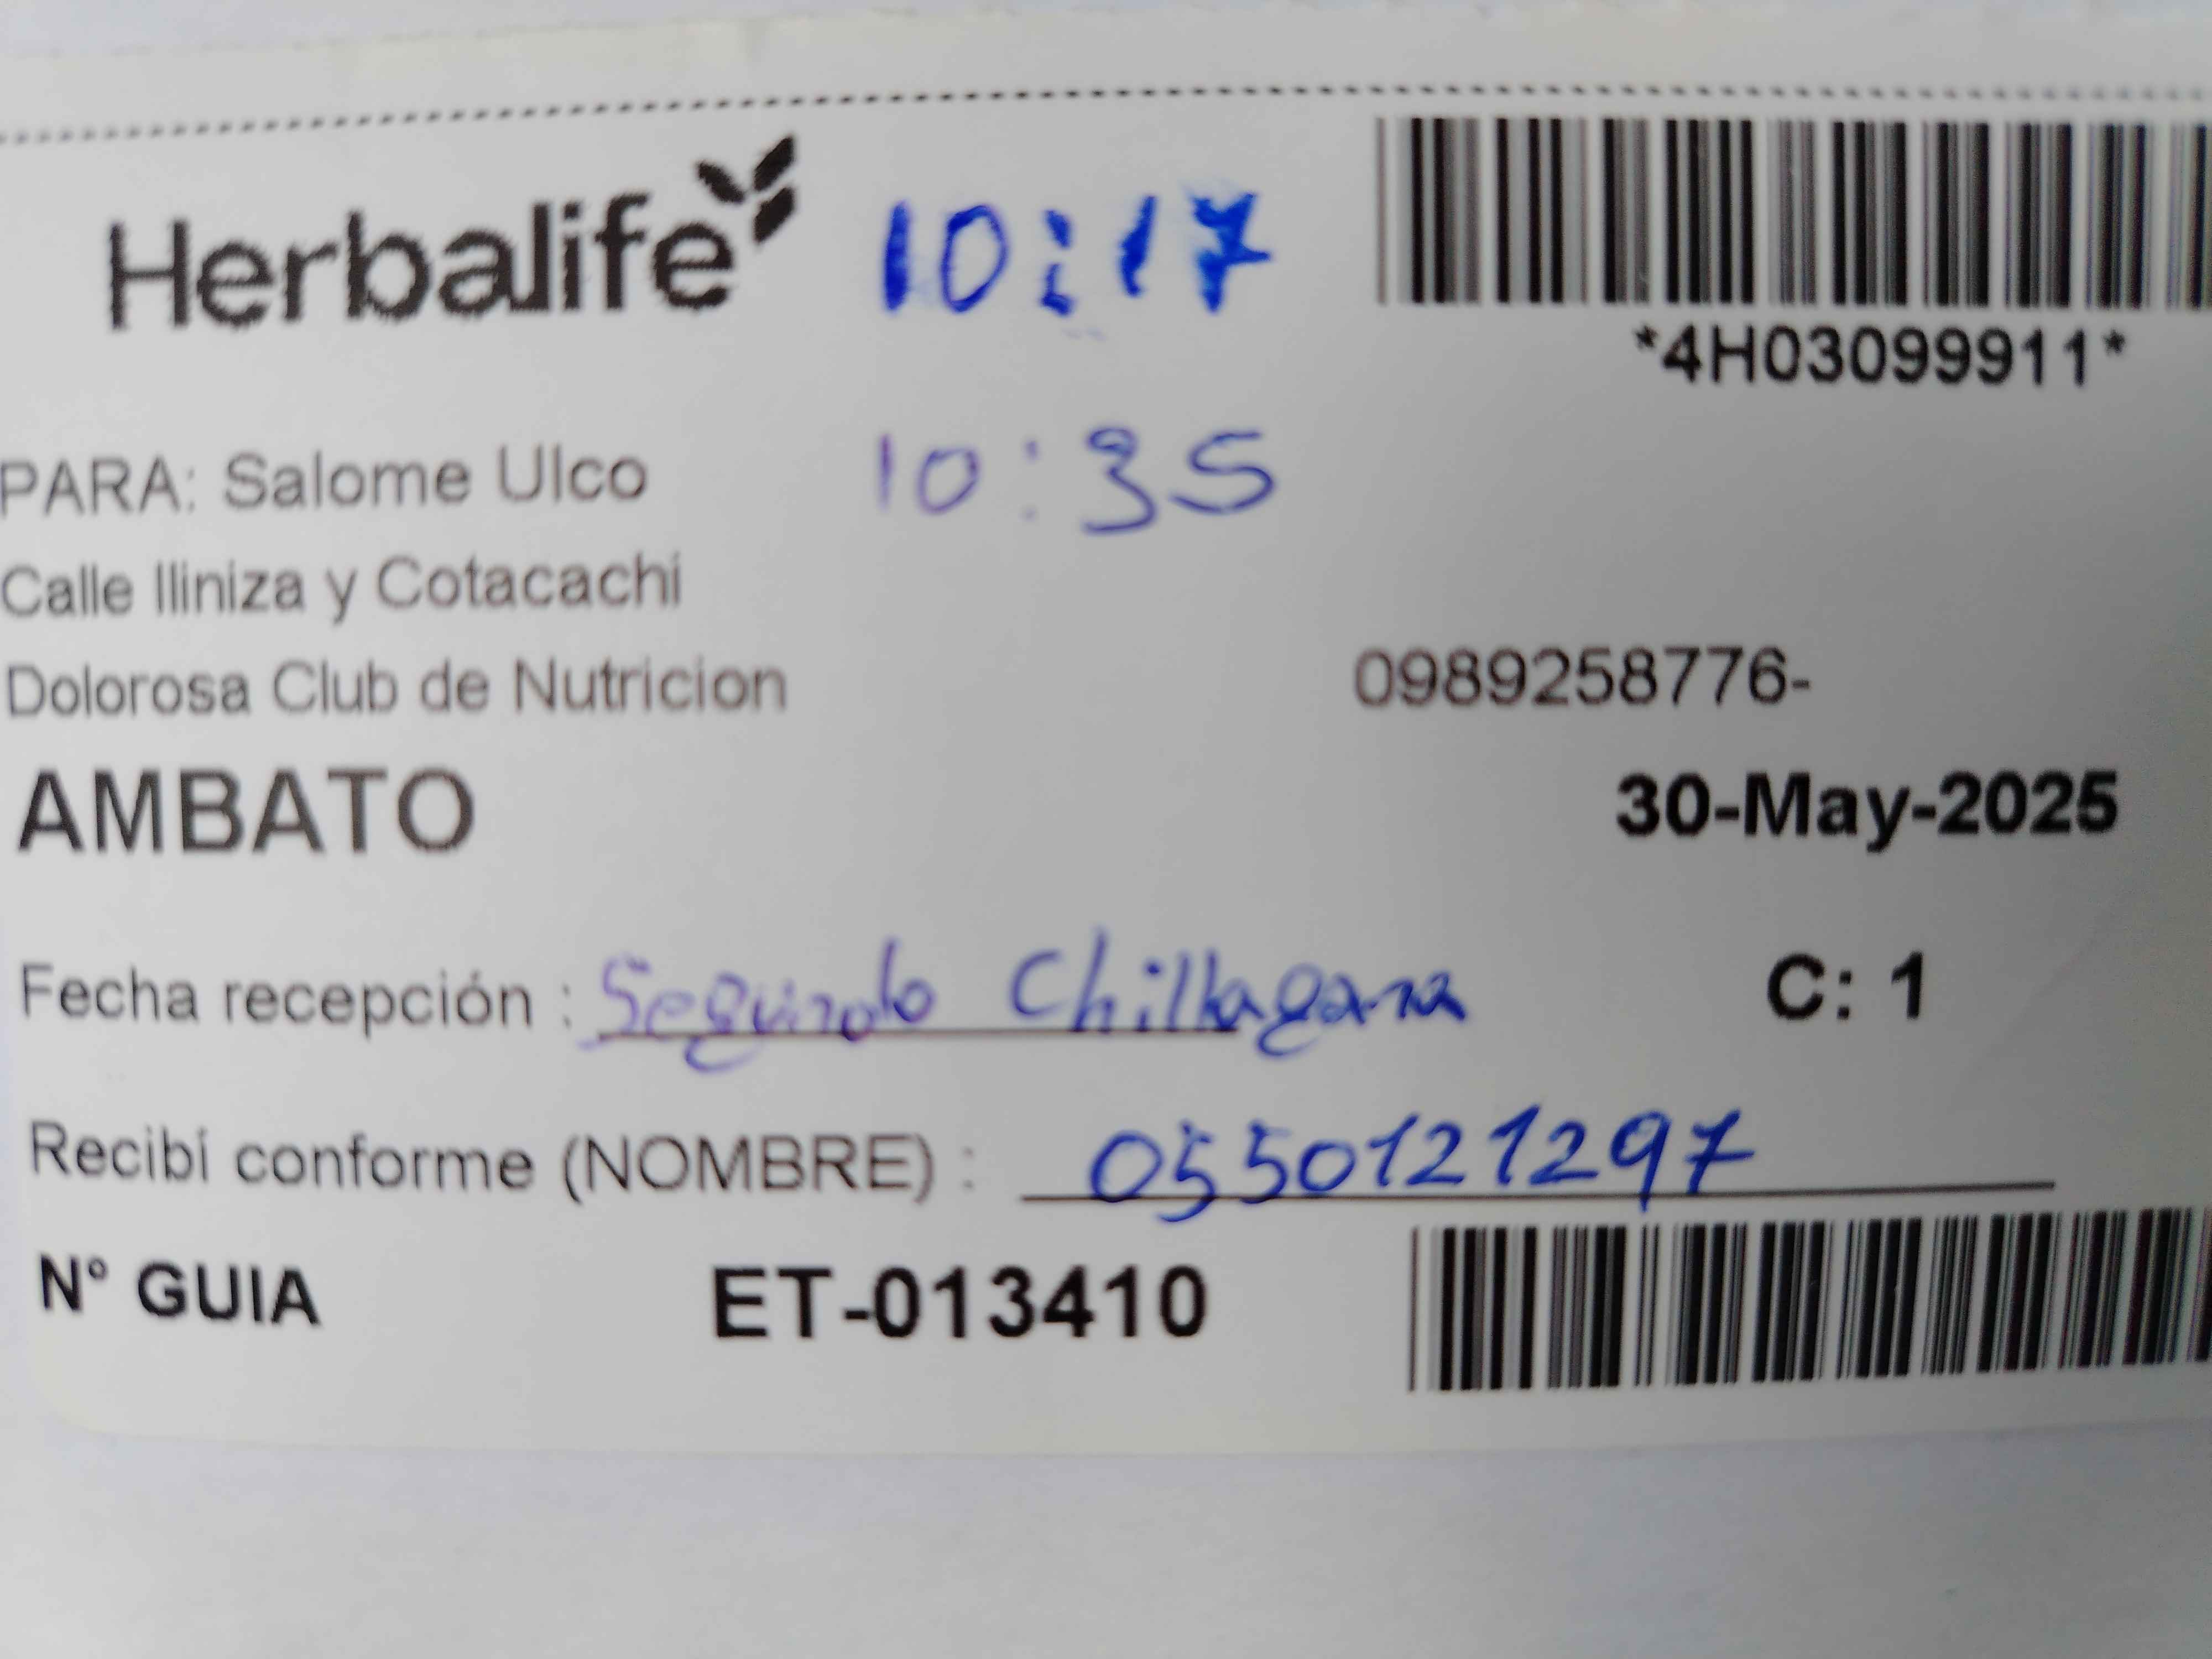 Herbalife 10:17
*4H03099911*
PARA: Salome Ulco 10:35
Calle Iliniza y Cotacachi
Dolorosa Club de Nutricion 0989258776-
AMBATO 30-May-2025
Fecha recepción : Segundo Chillagana C: 1
Recibí conforme (NOMBRE) : 0550121297
N° GUIA ET-013410